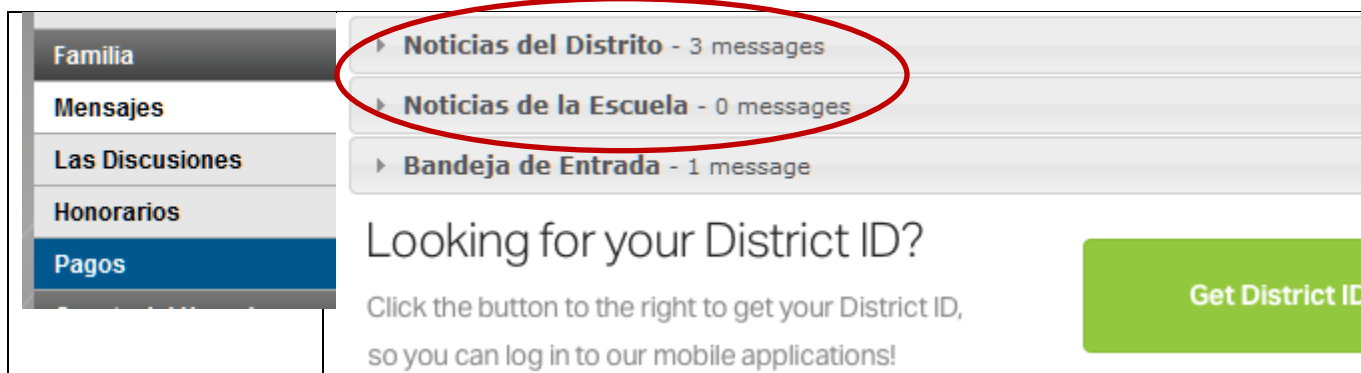 Familia
Mensajes
Las Discusiones
Honorarios
Pagos
Noticias del Distrito - 3 messages
Noticias de la Escuela - 0 messages
Bandeja de Entrada - 1 message
Looking for your District ID?
Click the button to the right to get your District ID,
so you can log in to our mobile applications!
Get District ID